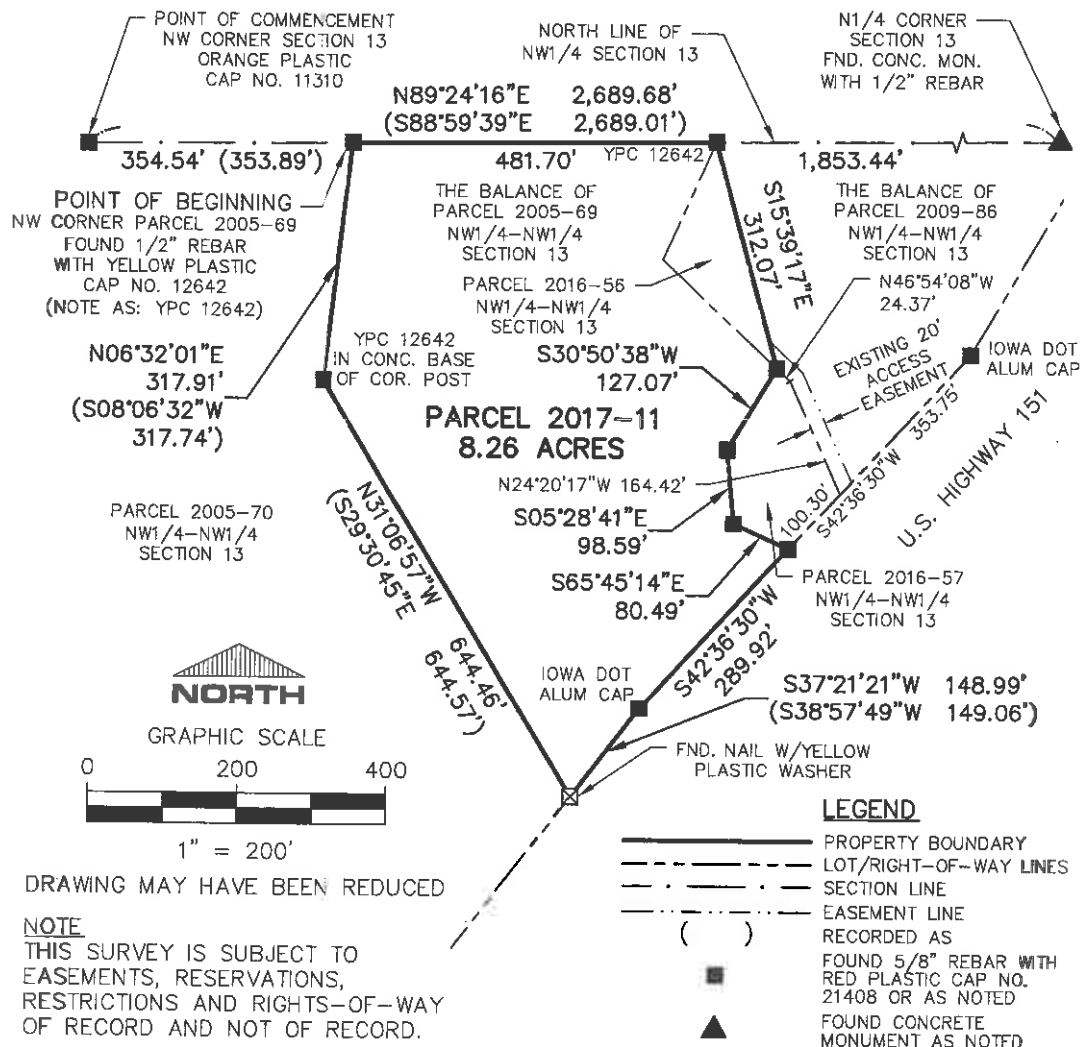 POINT OF COMMENCEMENT
NW CORNER SECTION 13
ORANGE PLASTIC
CAP NO. 11310
NORTH LINE OF
NW1/4 SECTION 13
N1/4 CORNER
SECTION 13
FND. CONC. MON.
WITH 1/2" REBAR
N89°24'16"E 2,689.68'
(S88°59'39"E 2,689.01')
354.54' (353.89')
481.70'
YPC 12642
1,853.44'
POINT OF BEGINNING
NW CORNER PARCEL 2005-69
FOUND 1/2" REBAR
WITH YELLOW PLASTIC
CAP NO. 12642
(NOTE AS: YPC 12642)
THE BALANCE OF
PARCEL 2005-69
NW1/4-NW1/4
SECTION 13
S15°39'17"E
312.07'
THE BALANCE OF
PARCEL 2009-86
NW1/4-NW1/4
SECTION 13
PARCEL 2016-56
NW1/4-NW1/4
SECTION 13
N46°54'08"W
24.37'
N06°32'01"E
317.91'
(S08°06'32"W
317.74')
YPC 12642
IN CONC. BASE
OF COR. POST
S30°50'38"W
127.07'
EXISTING 20'
ACCESS
EASEMENT
IOWA DOT
ALUM CAP
PARCEL 2017-11
8.26 ACRES
353.75'
S42°36'30"W
100.30'
U.S. HIGHWAY 151
N24°20'17"W 164.42'
S05°28'41"E
98.59'
S65°45'14"E
80.49'
PARCEL 2005-70
NW1/4-NW1/4
SECTION 13
N31°06'57"W 644.46'
(S29°30'45"E 644.57')
PARCEL 2016-57
NW1/4-NW1/4
SECTION 13
S42°36'30"W
289.92'
IOWA DOT
ALUM CAP
S37°21'21"W 148.99'
(S38°57'49"W 149.06')
FND. NAIL W/YELLOW
PLASTIC WASHER
NORTH
GRAPHIC SCALE
0 200 400
1" = 200'
DRAWING MAY HAVE BEEN REDUCED
NOTE
THIS SURVEY IS SUBJECT TO
EASEMENTS, RESERVATIONS,
RESTRICTIONS AND RIGHTS-OF-WAY
OF RECORD AND NOT OF RECORD.
LEGEND
PROPERTY BOUNDARY
LOT/RIGHT-OF-WAY LINES
SECTION LINE
EASEMENT LINE
( ) RECORDED AS
FOUND 5/8" REBAR WITH
RED PLASTIC CAP NO.
21408 OR AS NOTED
FOUND CONCRETE
MONUMENT AS NOTED